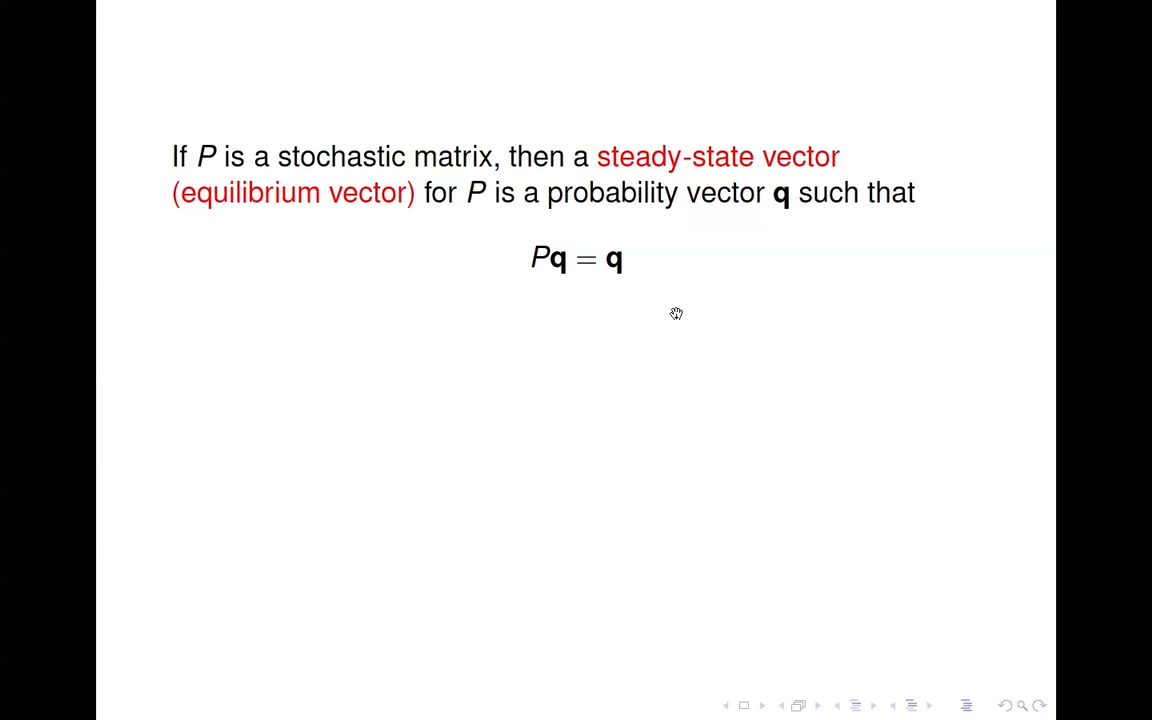 If P is a stochastic matrix, then a steady-state vector
(equilibrium vector) for P is a probability vector q such that
Pq = q